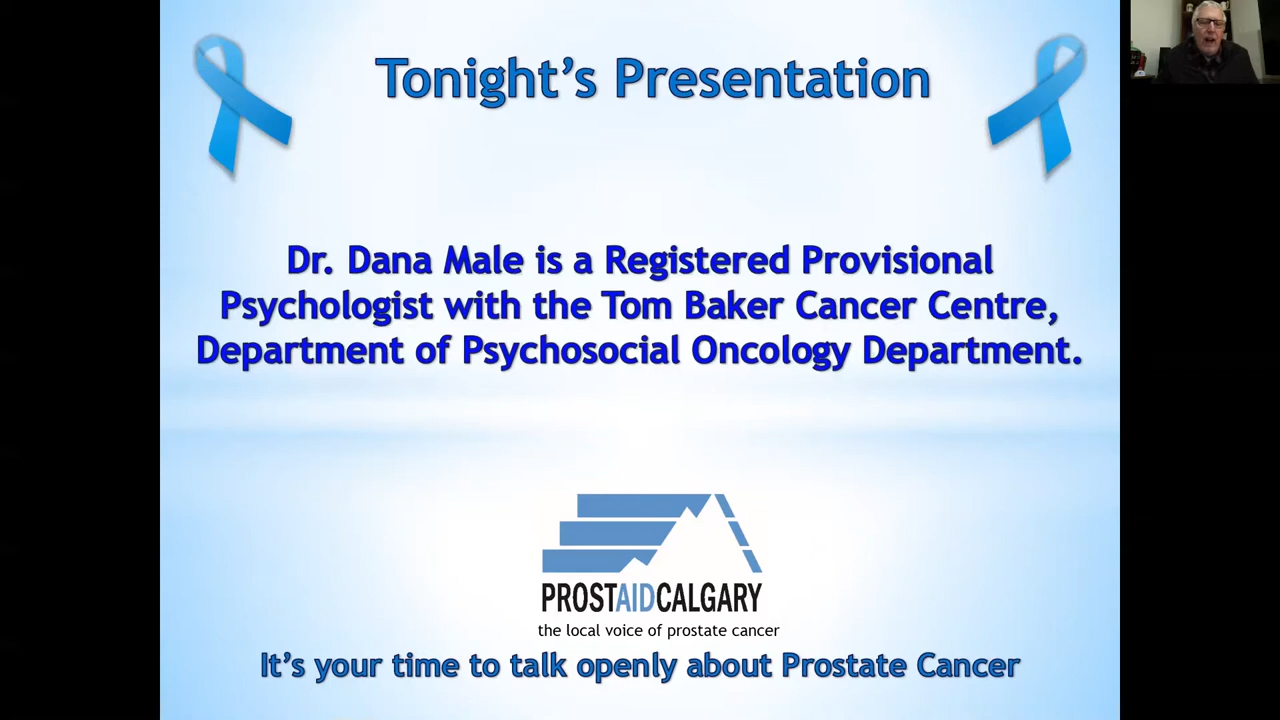 Tonight’s Presentation
Dr. Dana Male is a Registered Provisional
Psychologist with the Tom Baker Cancer Centre,
Department of Psychosocial Oncology Department.
PROSTAIDCALGARY
the local voice of prostate cancer
It’s your time to talk openly about Prostate Cancer